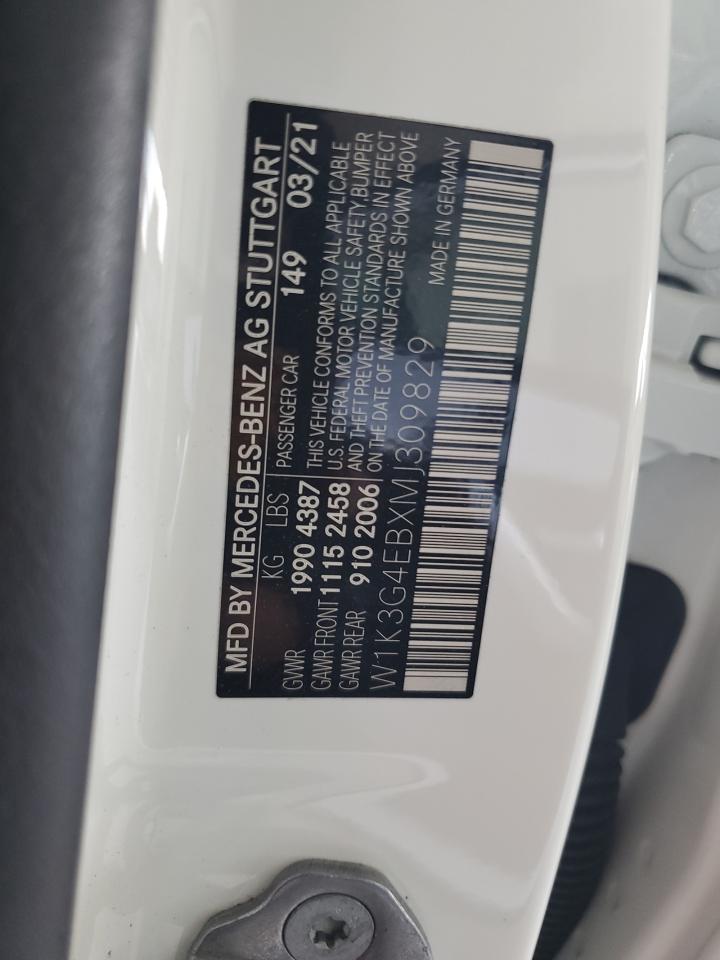 MFD BY MERCEDES-BENZ AG STUTTGART
KG LBS PASSENGER CAR 149 03/21
GVWR 1990 4387 THIS VEHICLE CONFORMS TO ALL APPLICABLE
GAWR FRONT 1115 2458 U.S. FEDERAL MOTOR VEHICLE SAFETY,BUMPER
GAWR REAR 910 2006 AND THEFT PREVENTION STANDARDS IN EFFECT
ON THE DATE OF MANUFACTURE SHOWN ABOVE
W1K3G4EBXMJ309829 MADE IN GERMANY